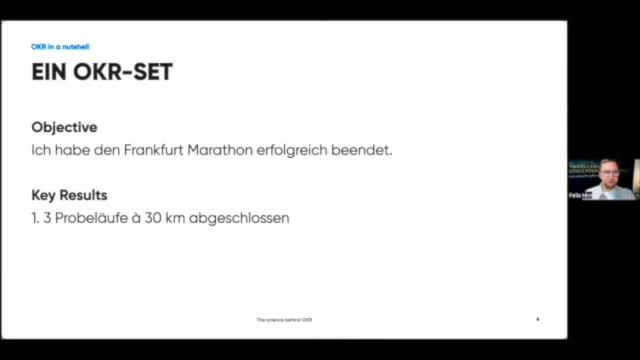 OKR in a nutshell
EIN OKR-SET
Objective
Ich habe den Frankfurt Marathon erfolgreich beendet.
Key Results
1. 3 Probeläufe à 30 km abgeschlossen
The science behind OKR
Felix